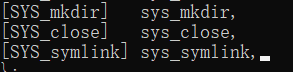 [SYS_mkdir]   sys_mkdir,
[SYS_close]   sys_close,
[SYS_symlink] sys_symlink,
};